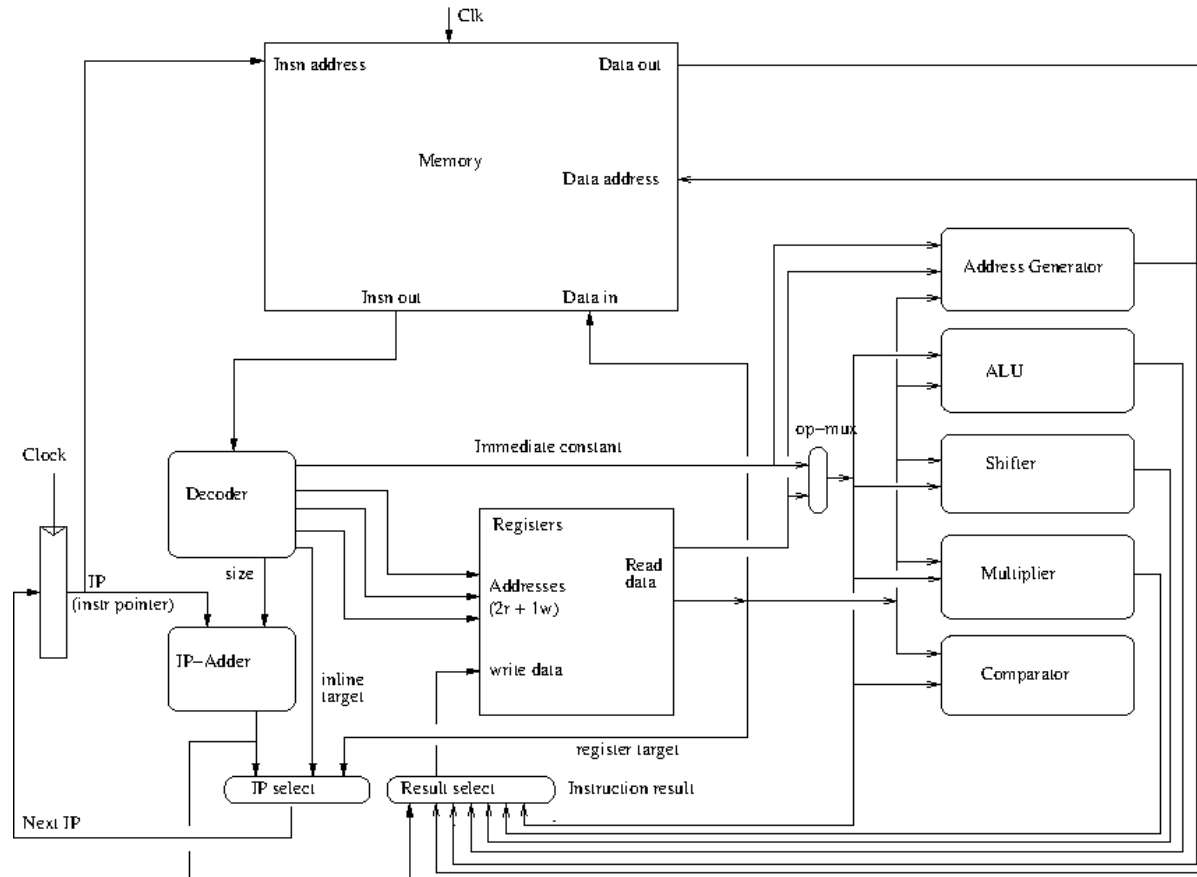 Clk
Insn address
Data out
Memory
Data address
Insn out
Data in
Address Generator
ALU
op-mux
Immediate constant
Clock
Decoder
Shifter
Registers
size
Read
data
IP
(instr pointer)
Addresses
(2r + 1w)
Multiplier
IP-Adder
write data
inline
target
Comparator
register target
IP select
Result select
Instruction result
Next IP